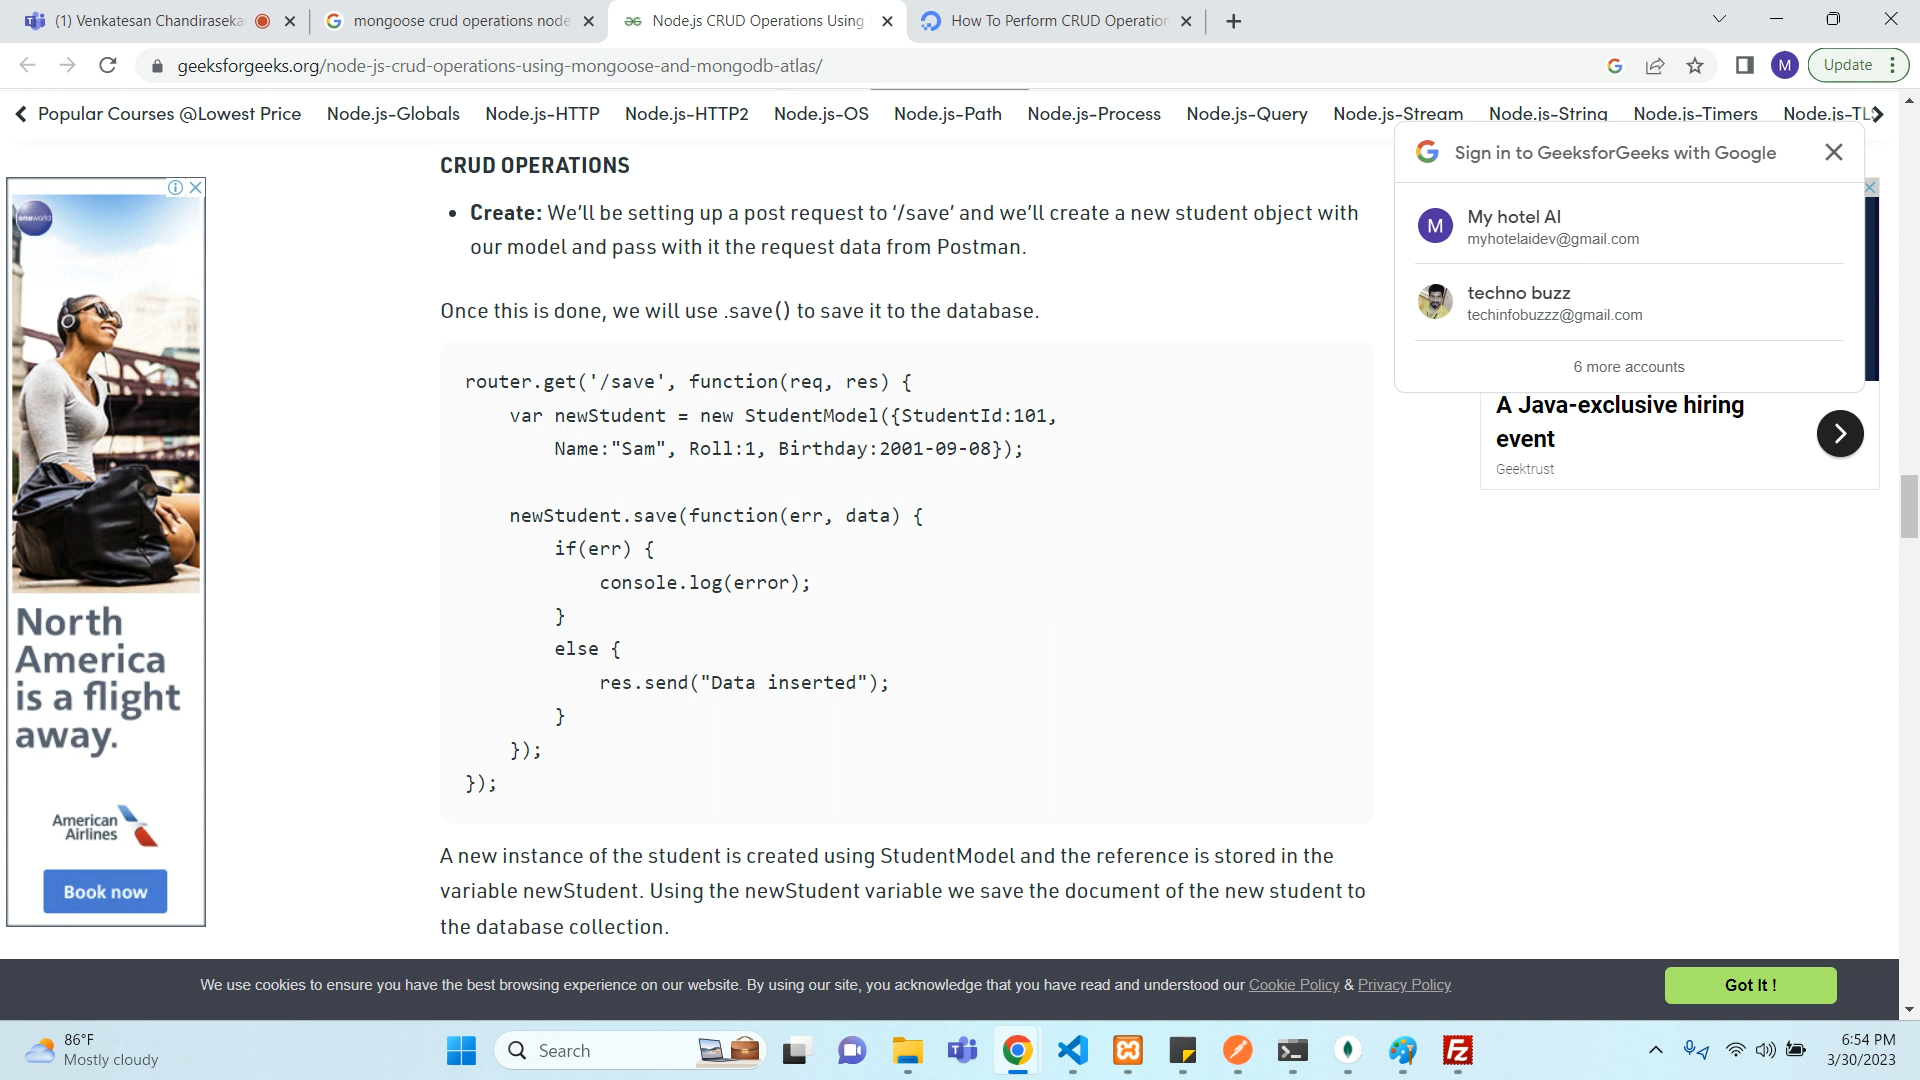 (1) Venkatesan Chandiraseka
mongoose crud operations node
Node.js CRUD Operations Using
How To Perform CRUD Operation
geeksforgeeks.org/node-js-crud-operations-using-mongoose-and-mongodb-atlas/
M
Update
Popular Courses @Lowest Price Node.js-Globals Node.js-HTTP Node.js-HTTP2 Node.js-OS Node.js-Path Node.js-Process Node.js-Query Node.js-Stream Node.js-String Node.js-Timers Node.js-TLS
Sign in to GeeksforGeeks with Google
M
My hotel AI
myhotelaidev@gmail.com
techno buzz
techinfobuzzz@gmail.com
6 more accounts
CRUD OPERATIONS
• Create: We’ll be setting up a post request to ‘/save’ and we’ll create a new student object with
our model and pass with it the request data from Postman.
Once this is done, we will use .save() to save it to the database.
router.get('/save', function(req, res) {
var newStudent = new StudentModel({StudentId:101,
Name:"Sam", Roll:1, Birthday:2001-09-08});
newStudent.save(function(err, data) {
if(err) {
console.log(error);
}
else {
res.send("Data inserted");
}
});
});
A new instance of the student is created using StudentModel and the reference is stored in the
variable newStudent. Using the newStudent variable we save the document of the new student to
the database collection.
oneworld
North
America
is a flight
away.
American
Airlines
Book now
A Java-exclusive hiring
event
Geektrust
We use cookies to ensure you have the best browsing experience on our website. By using our site, you acknowledge that you have read and understood our Cookie Policy & Privacy Policy
Got It !
86°F
Mostly cloudy
Search
6:54 PM
3/30/2023